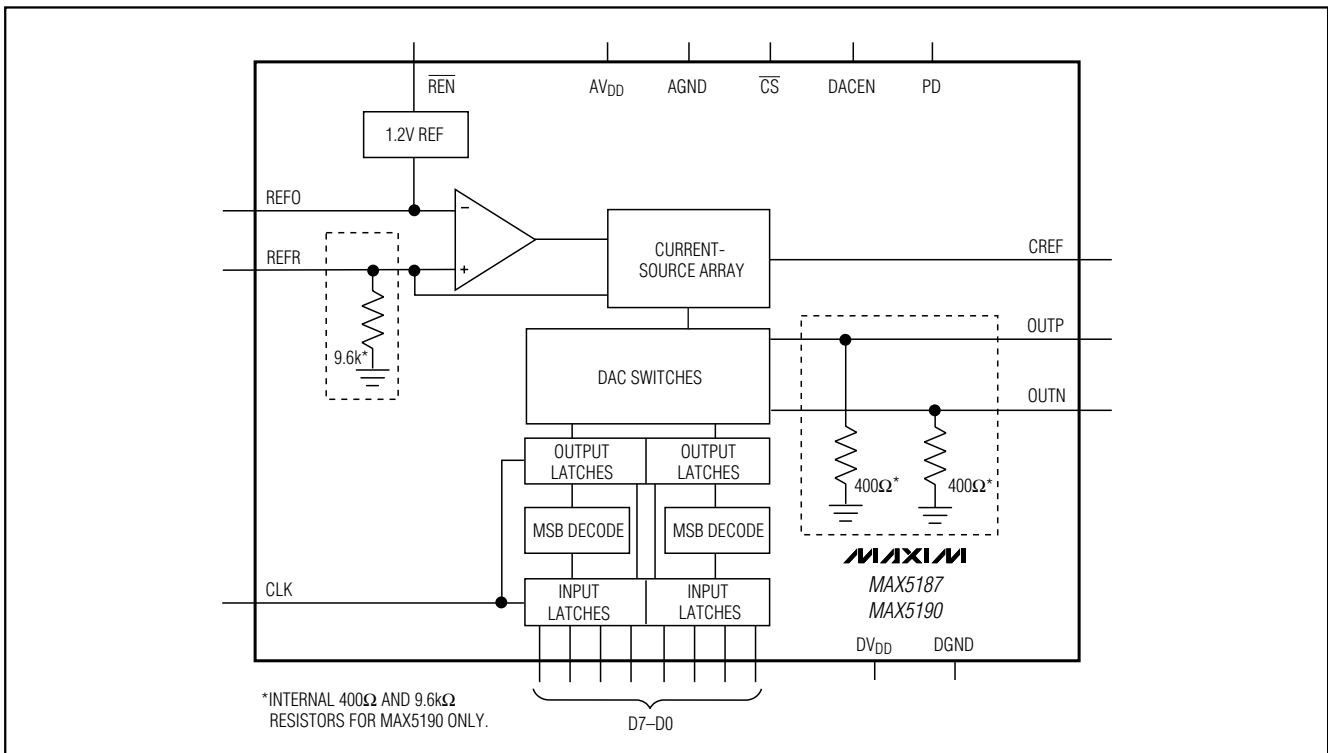 REN AVDD AGND CS DACEN PD
1.2V REF
REFO
−
REFR
+
CURRENT-
SOURCE ARRAY
CREF
9.6k*
DAC SWITCHES
OUTP
OUTN
OUTPUT
LATCHES
OUTPUT
LATCHES
400Ω*
400Ω*
MSB DECODE
MSB DECODE
MAXIM
MAX5187
MAX5190
CLK
INPUT
LATCHES
INPUT
LATCHES
DVDD DGND
*INTERNAL 400Ω AND 9.6kΩ
RESISTORS FOR MAX5190 ONLY.
D7–D0